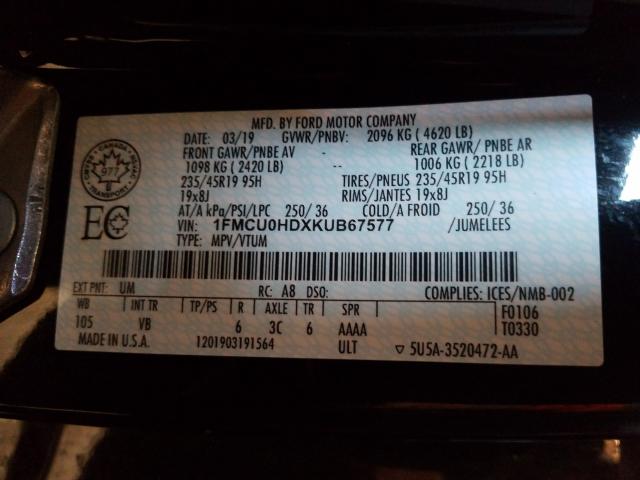 MFD. BY FORD MOTOR COMPANY
DATE: 03/19 GVWR/PNBV: 2096 KG ( 4620 LB)
FRONT GAWR/PNBE AV - REAR GAWR/ PNBE AR
1098 KG ( 2420 LB) -- 1006 KG ( 2218 LB)
235/45R19 95H TIRES/PNEUS 235/45R19 95H
19x8J RIMS/JANTES 19x8J
AT/A kPa/PSI/LPC 250/ 36 COLD/A FROID 250/ 36
VIN: 1FMCU0HDXKUB67577 /JUMELEES
TYPE: MPV/VTUM
CANADA
977
TRANSPORT
EC
EXT PNT: UM RC: A8 DSO: COMPLIES: ICES/NMB-002
WB INT TR TP/PS R AXLE TR SPR F0106
105 VB 6 3C 6 AAAA T0330
MADE IN U.S.A. 1201903191564 ULT ▽ 5U5A-3520472-AA